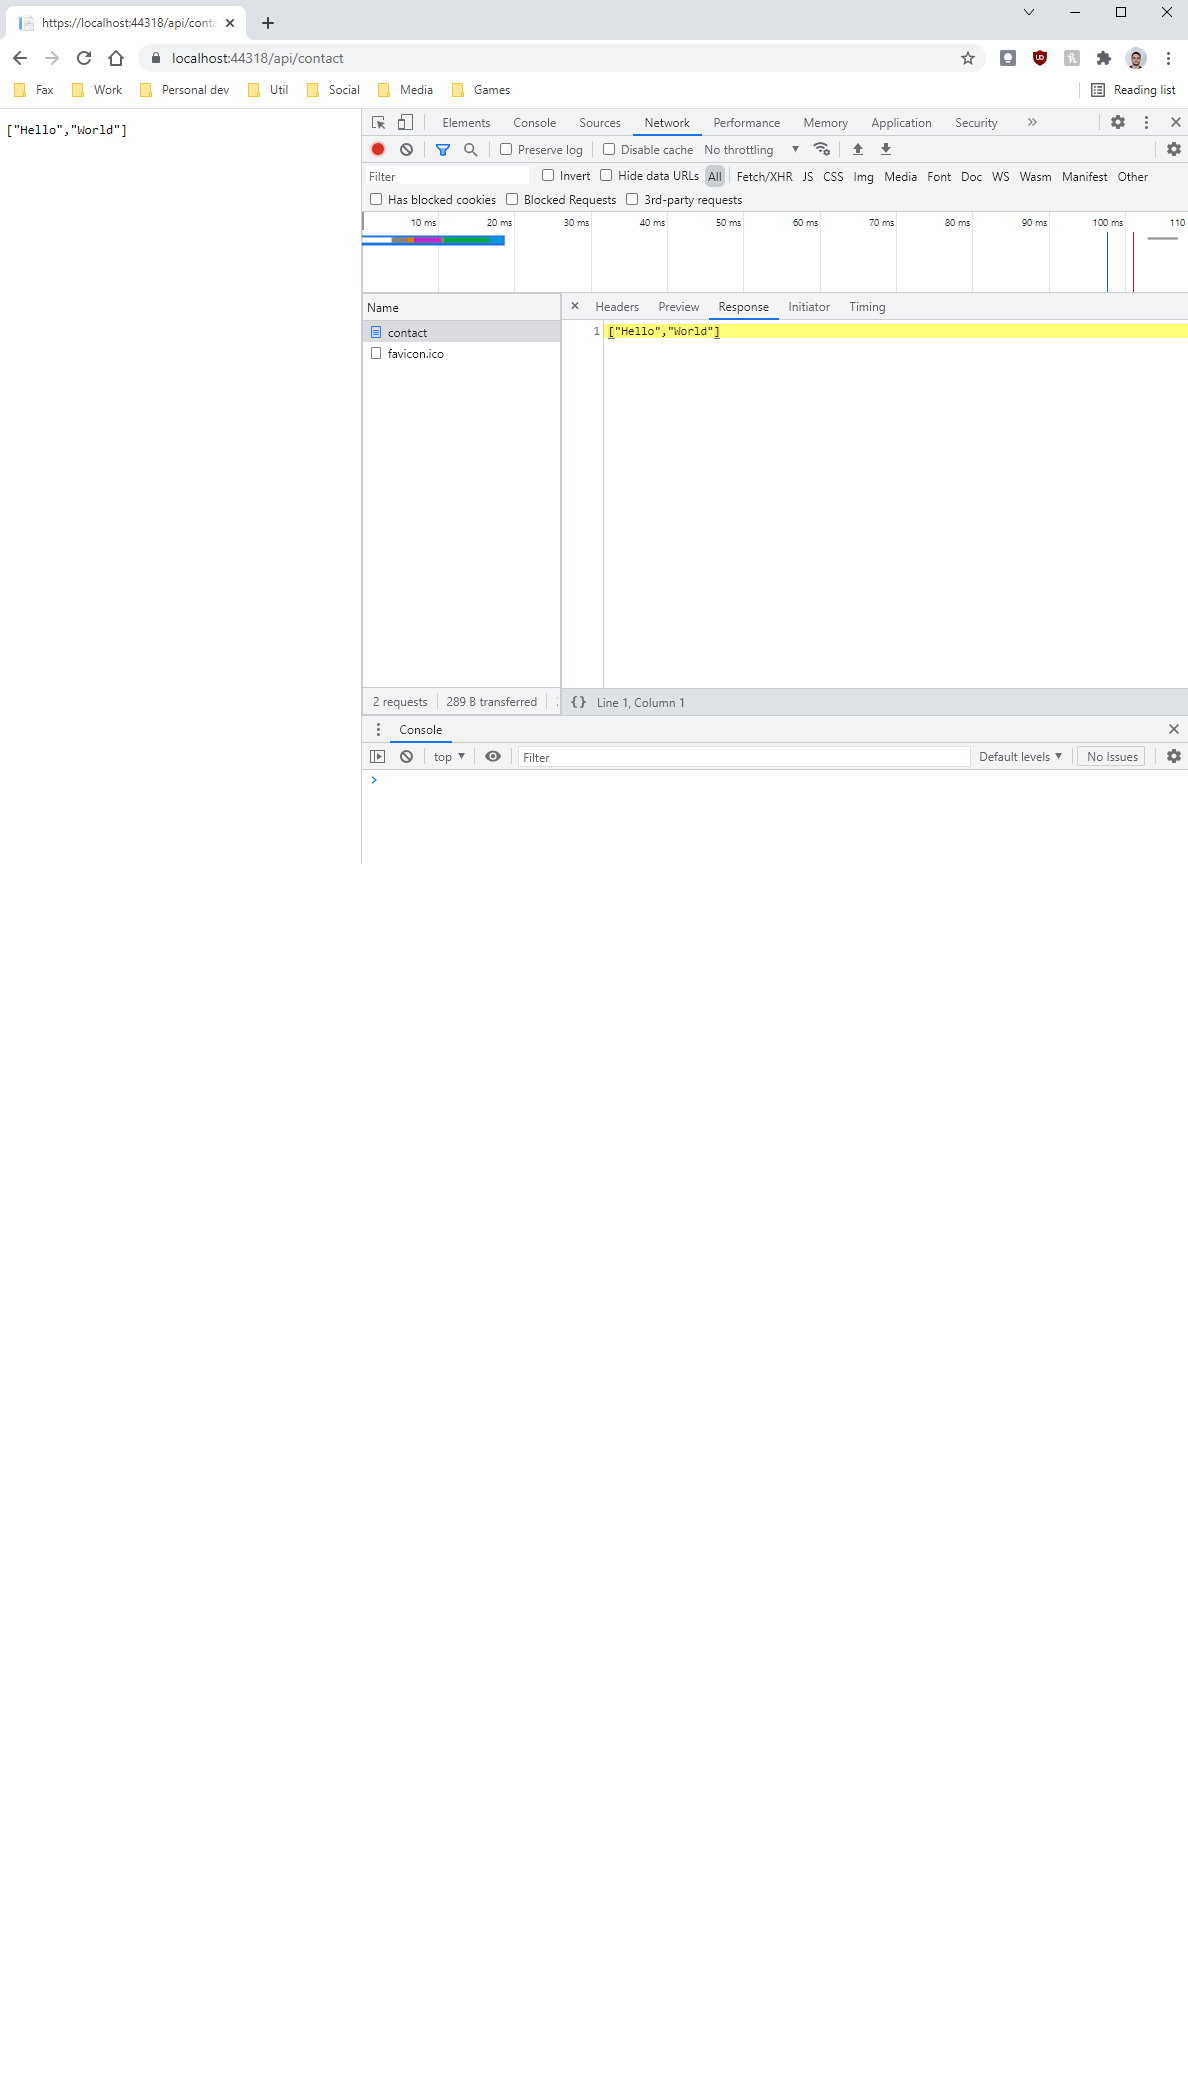 https://localhost:44318/api/conta
localhost:44318/api/contact
Fax Work Personal dev Util Social Media Games Reading list
["Hello","World"]
Elements Console Sources Network Performance Memory Application Security
Preserve log Disable cache No throttling
Filter Invert Hide data URLs All Fetch/XHR JS CSS Img Media Font Doc WS Wasm Manifest Other
Has blocked cookies Blocked Requests 3rd-party requests
10 ms 20 ms 30 ms 40 ms 50 ms 60 ms 70 ms 80 ms 90 ms 100 ms 110
Name
Headers Preview Response Initiator Timing
contact
favicon.ico
1 ["Hello","World"]
2 requests 289 B transferred
{} Line 1, Column 1
Console
top Filter Default levels No Issues